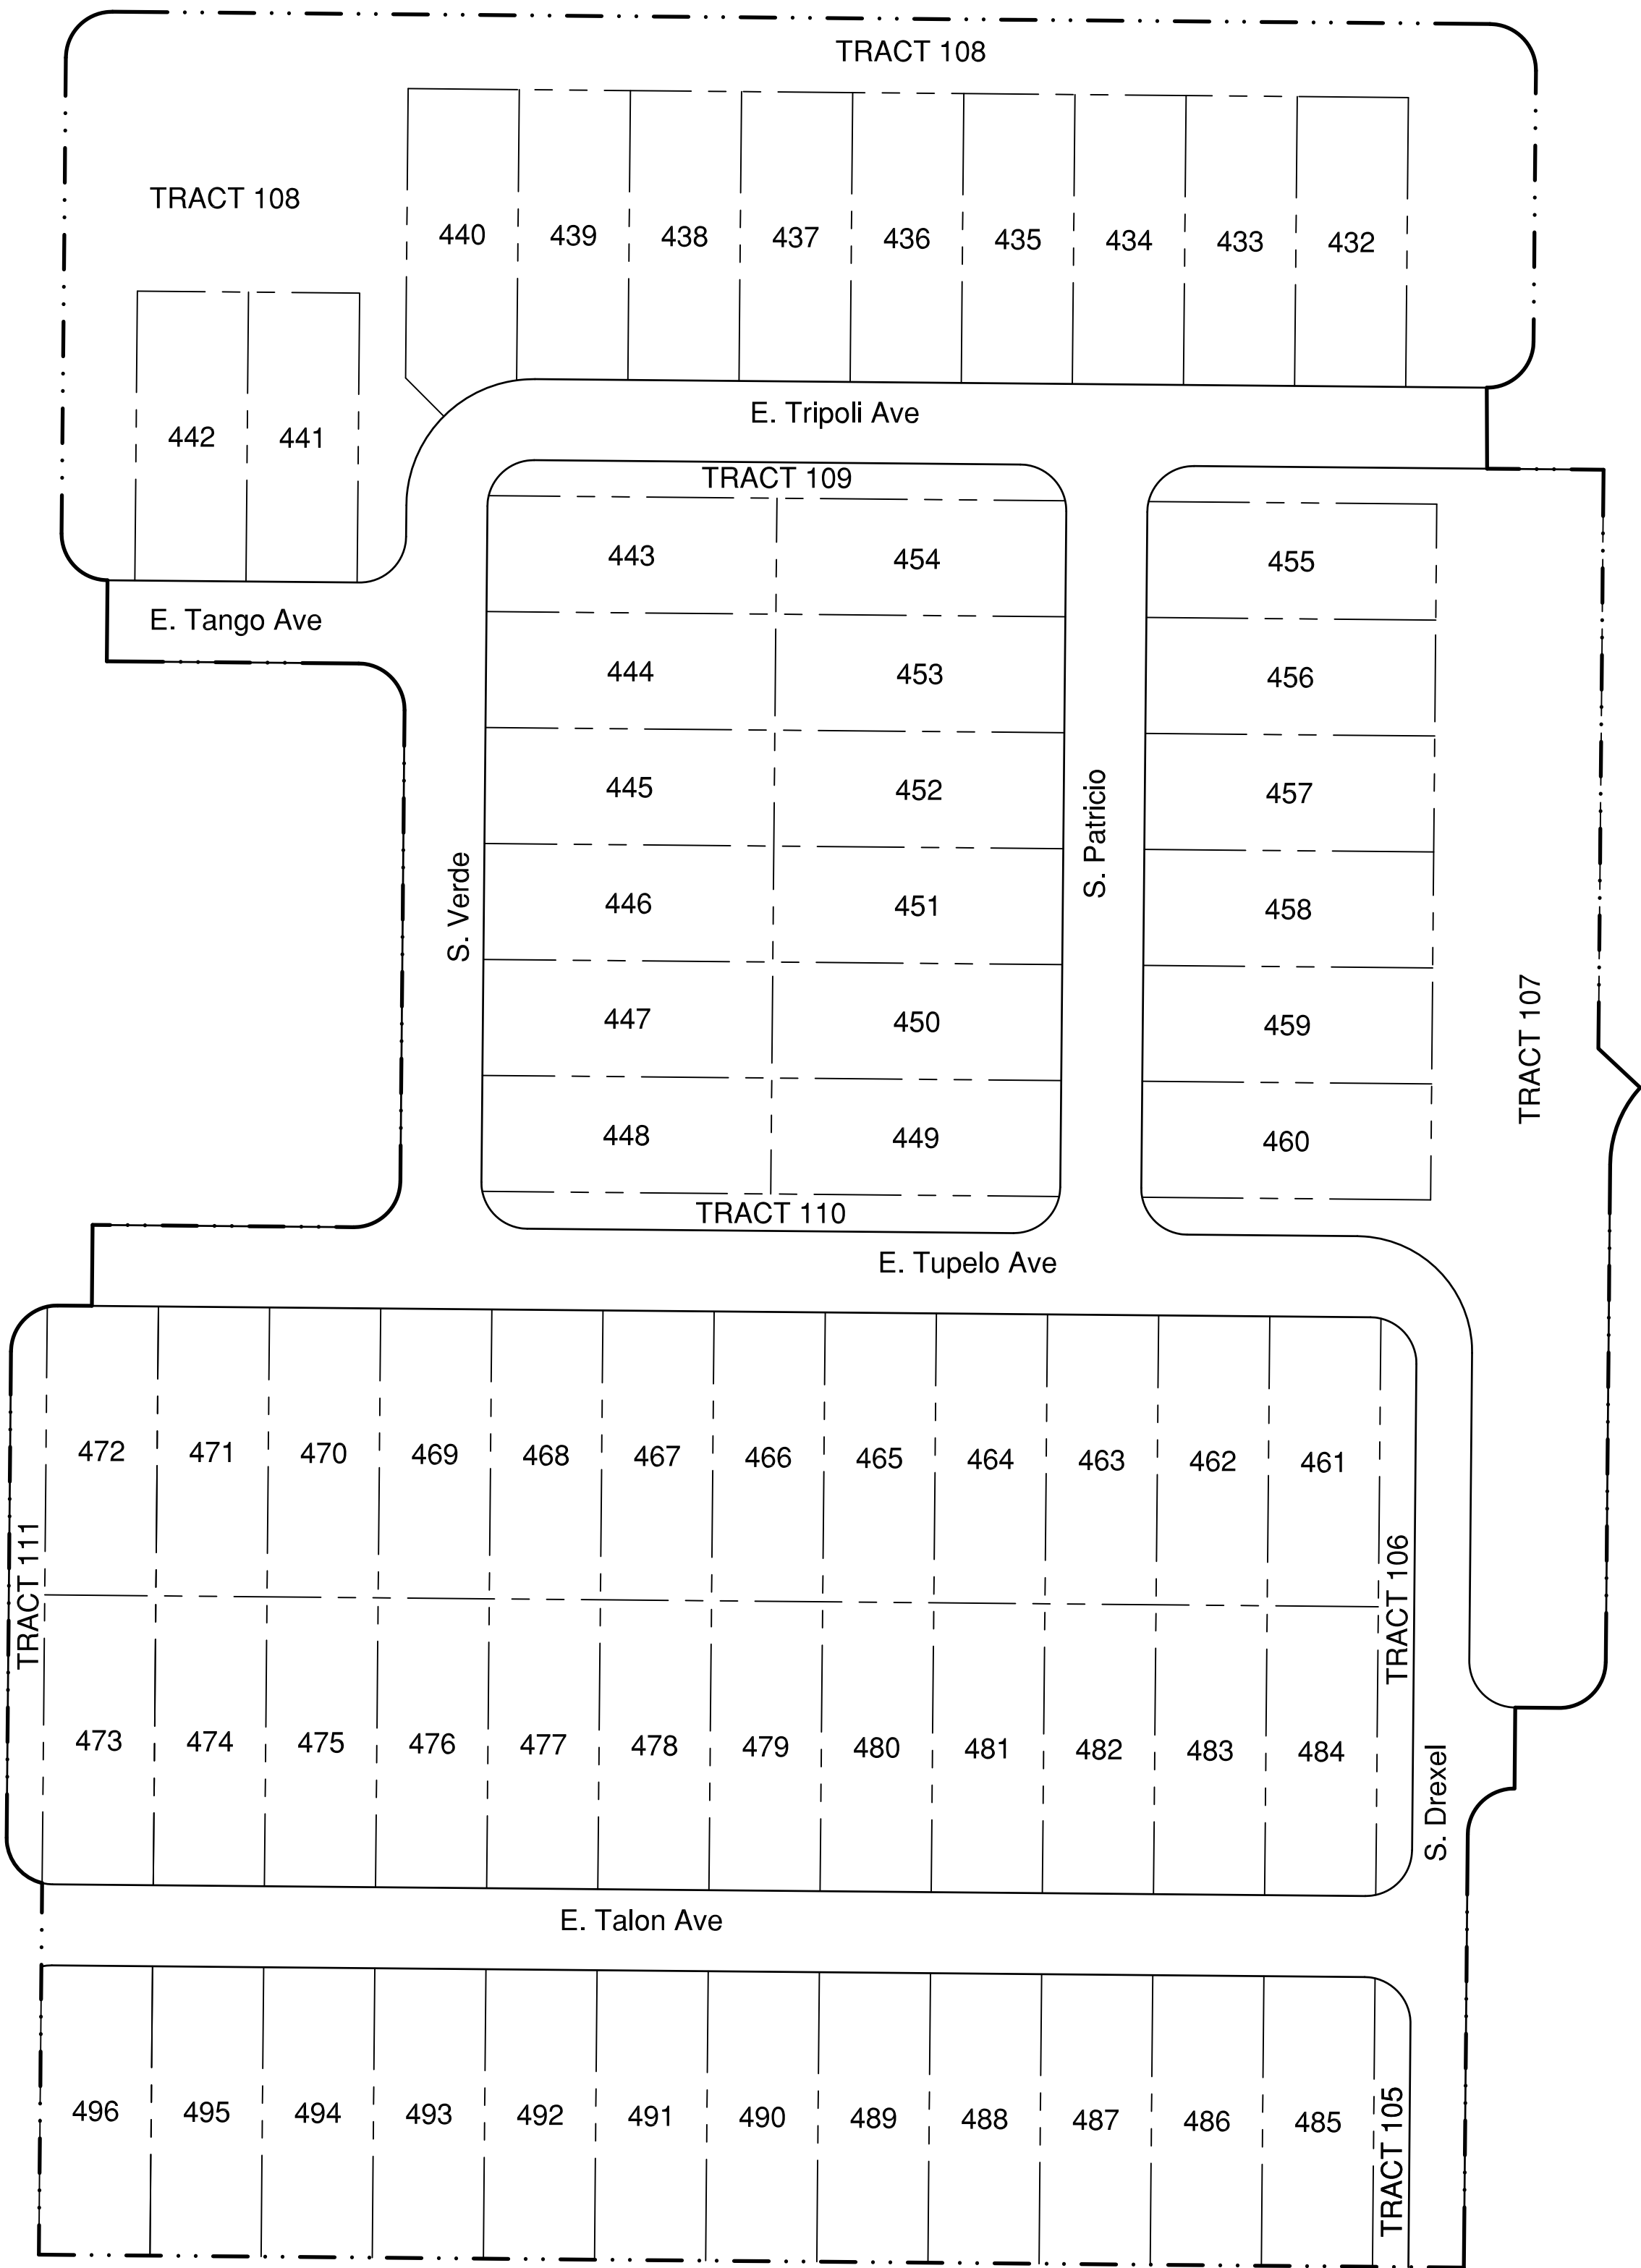 TRACT 108
TRACT 108
440 439 438 437 436 435 434 433 432
442 441
E. Tripoli Ave
TRACT 109
443 454 455
E. Tango Ave
444 453 456
445 452 457
S. Verde
S. Patricio
446 451 458
447 450 459
TRACT 107
448 449 460
TRACT 110
E. Tupelo Ave
472 471 470 469 468 467 466 465 464 463 462 461
TRACT 111
TRACT 106
473 474 475 476 477 478 479 480 481 482 483 484
S. Drexel
E. Talon Ave
496 495 494 493 492 491 490 489 488 487 486 485
TRACT 105